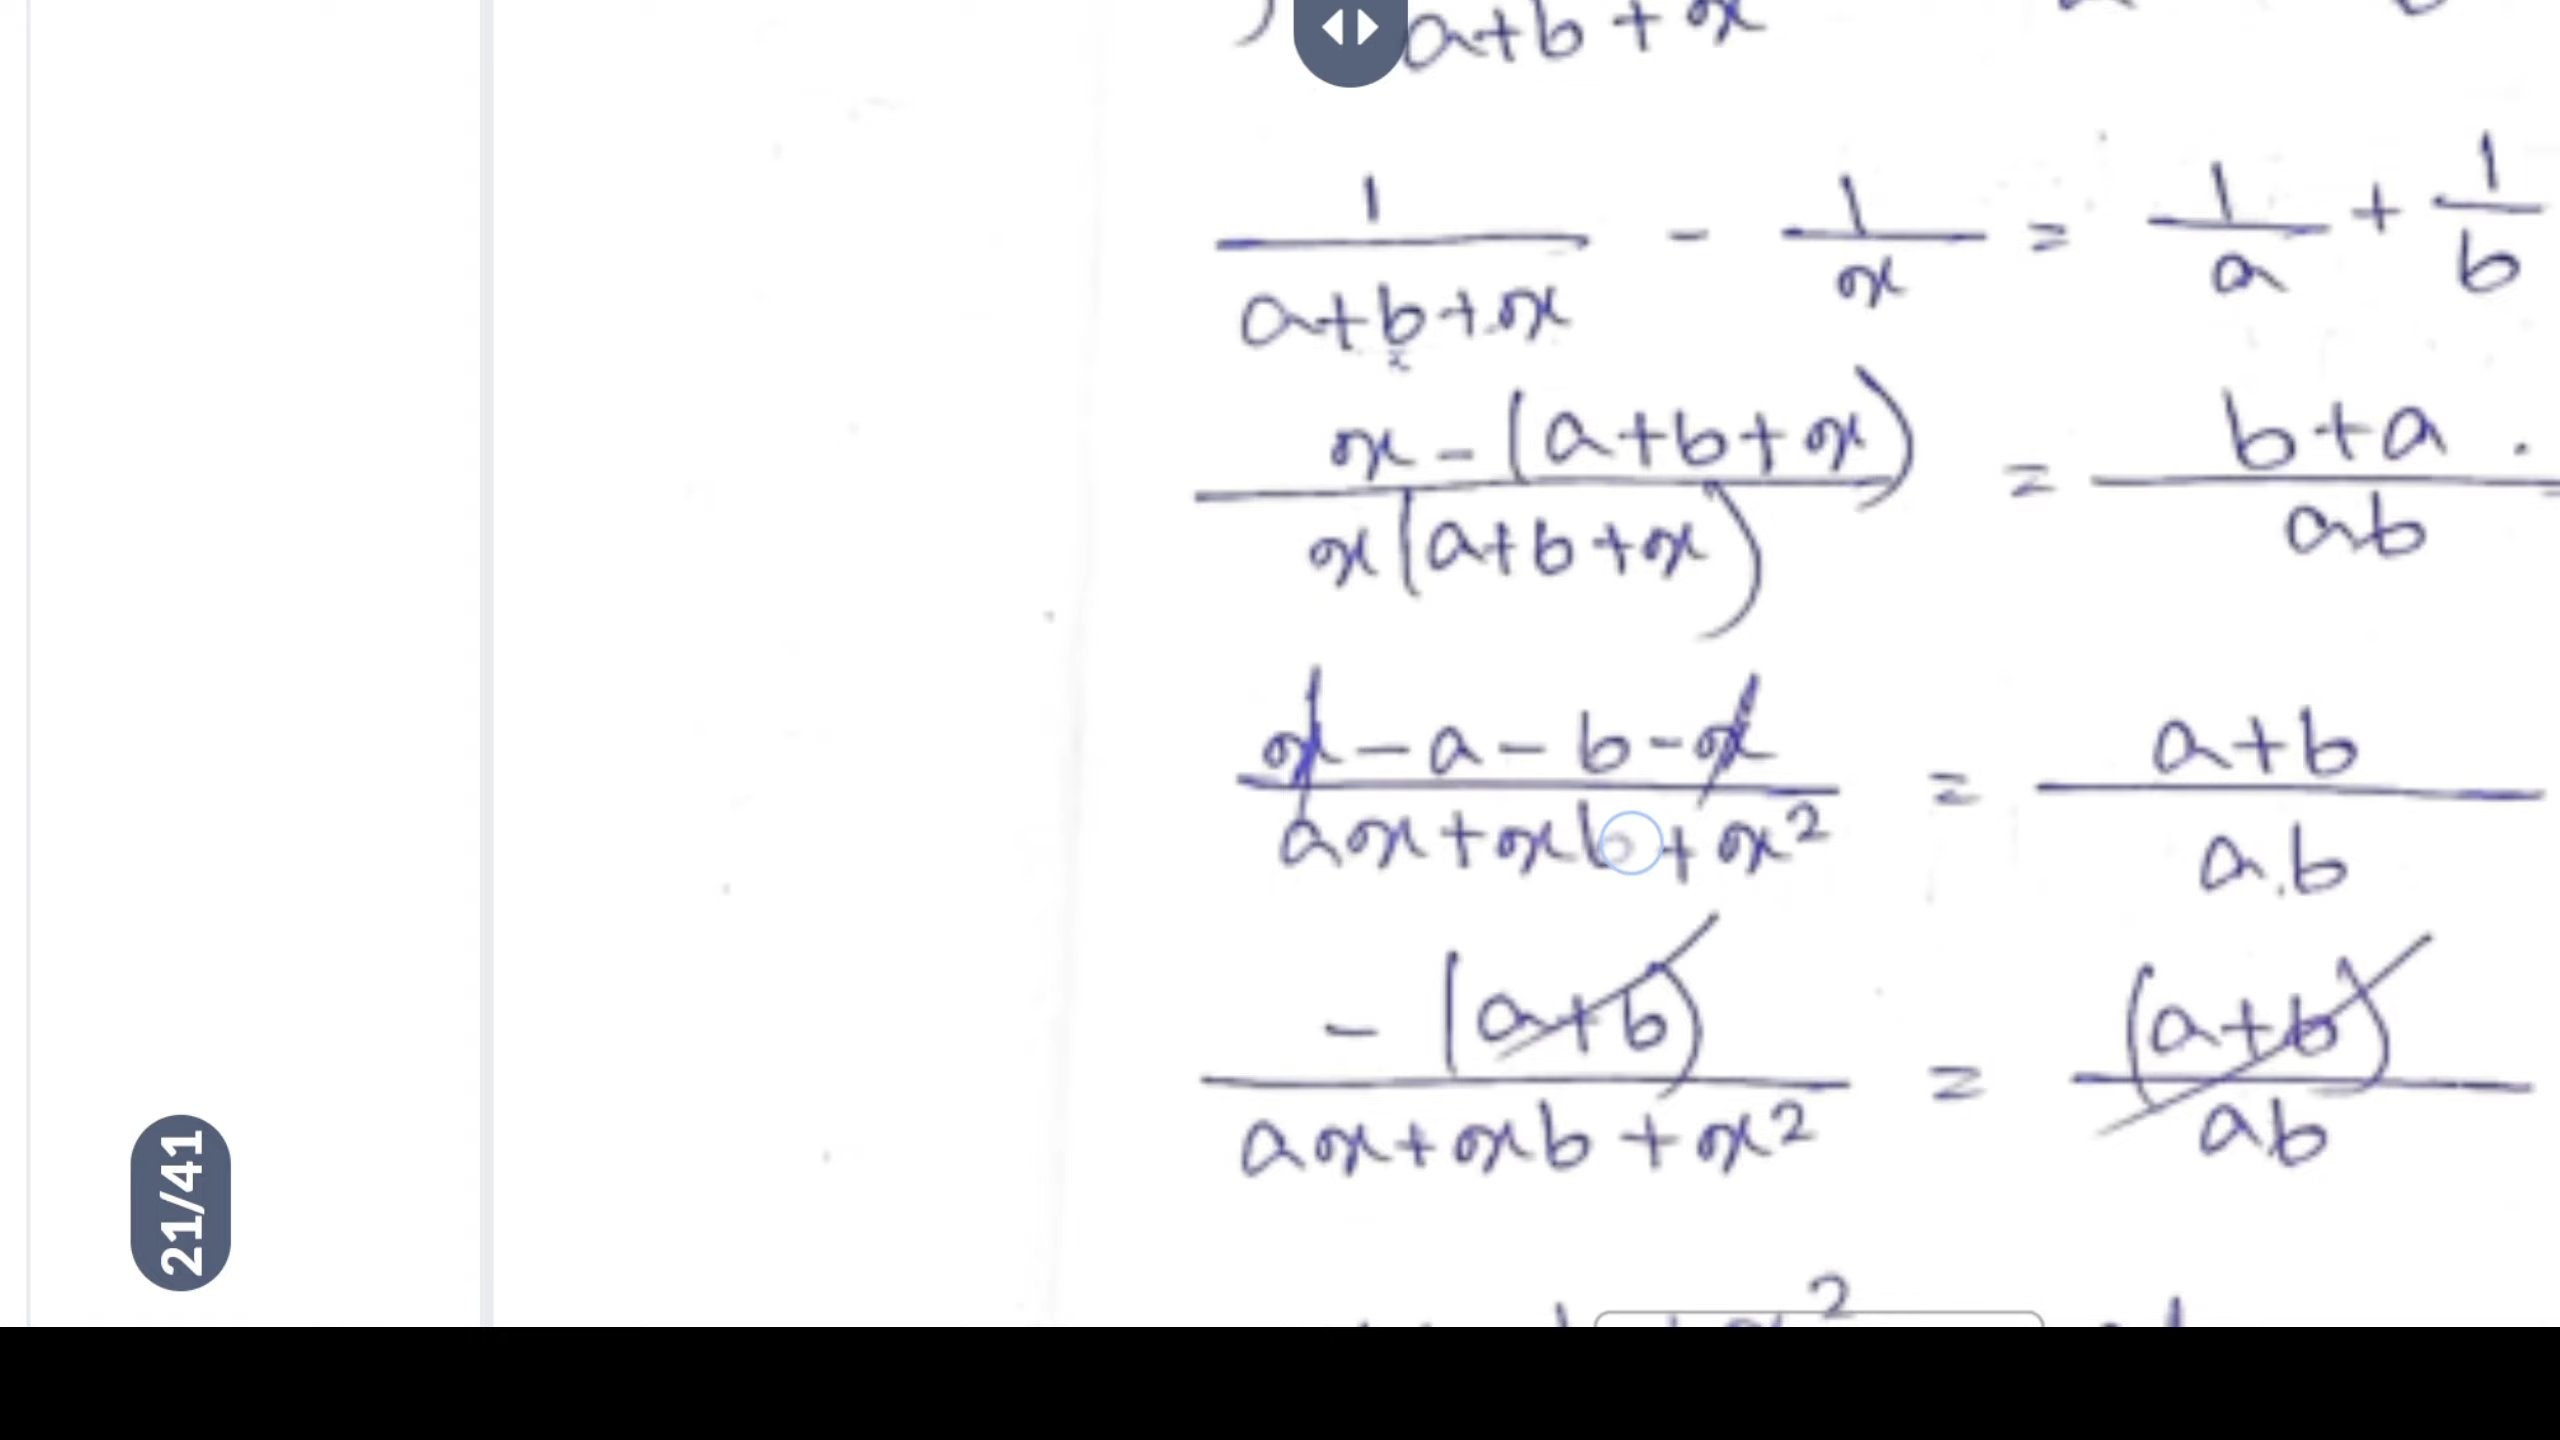 a+b+x
1/(a+b+x) - 1/x = 1/a + 1/b
(x-(a+b+x))/(x(a+b+x)) = (b+a)/(ab)
(x-a-b-x)/(ax+xb+x²) = (a+b)/(a.b)
(-(a+b))/(ax+xb+x²) = ((a+b))/(ab)
21/41